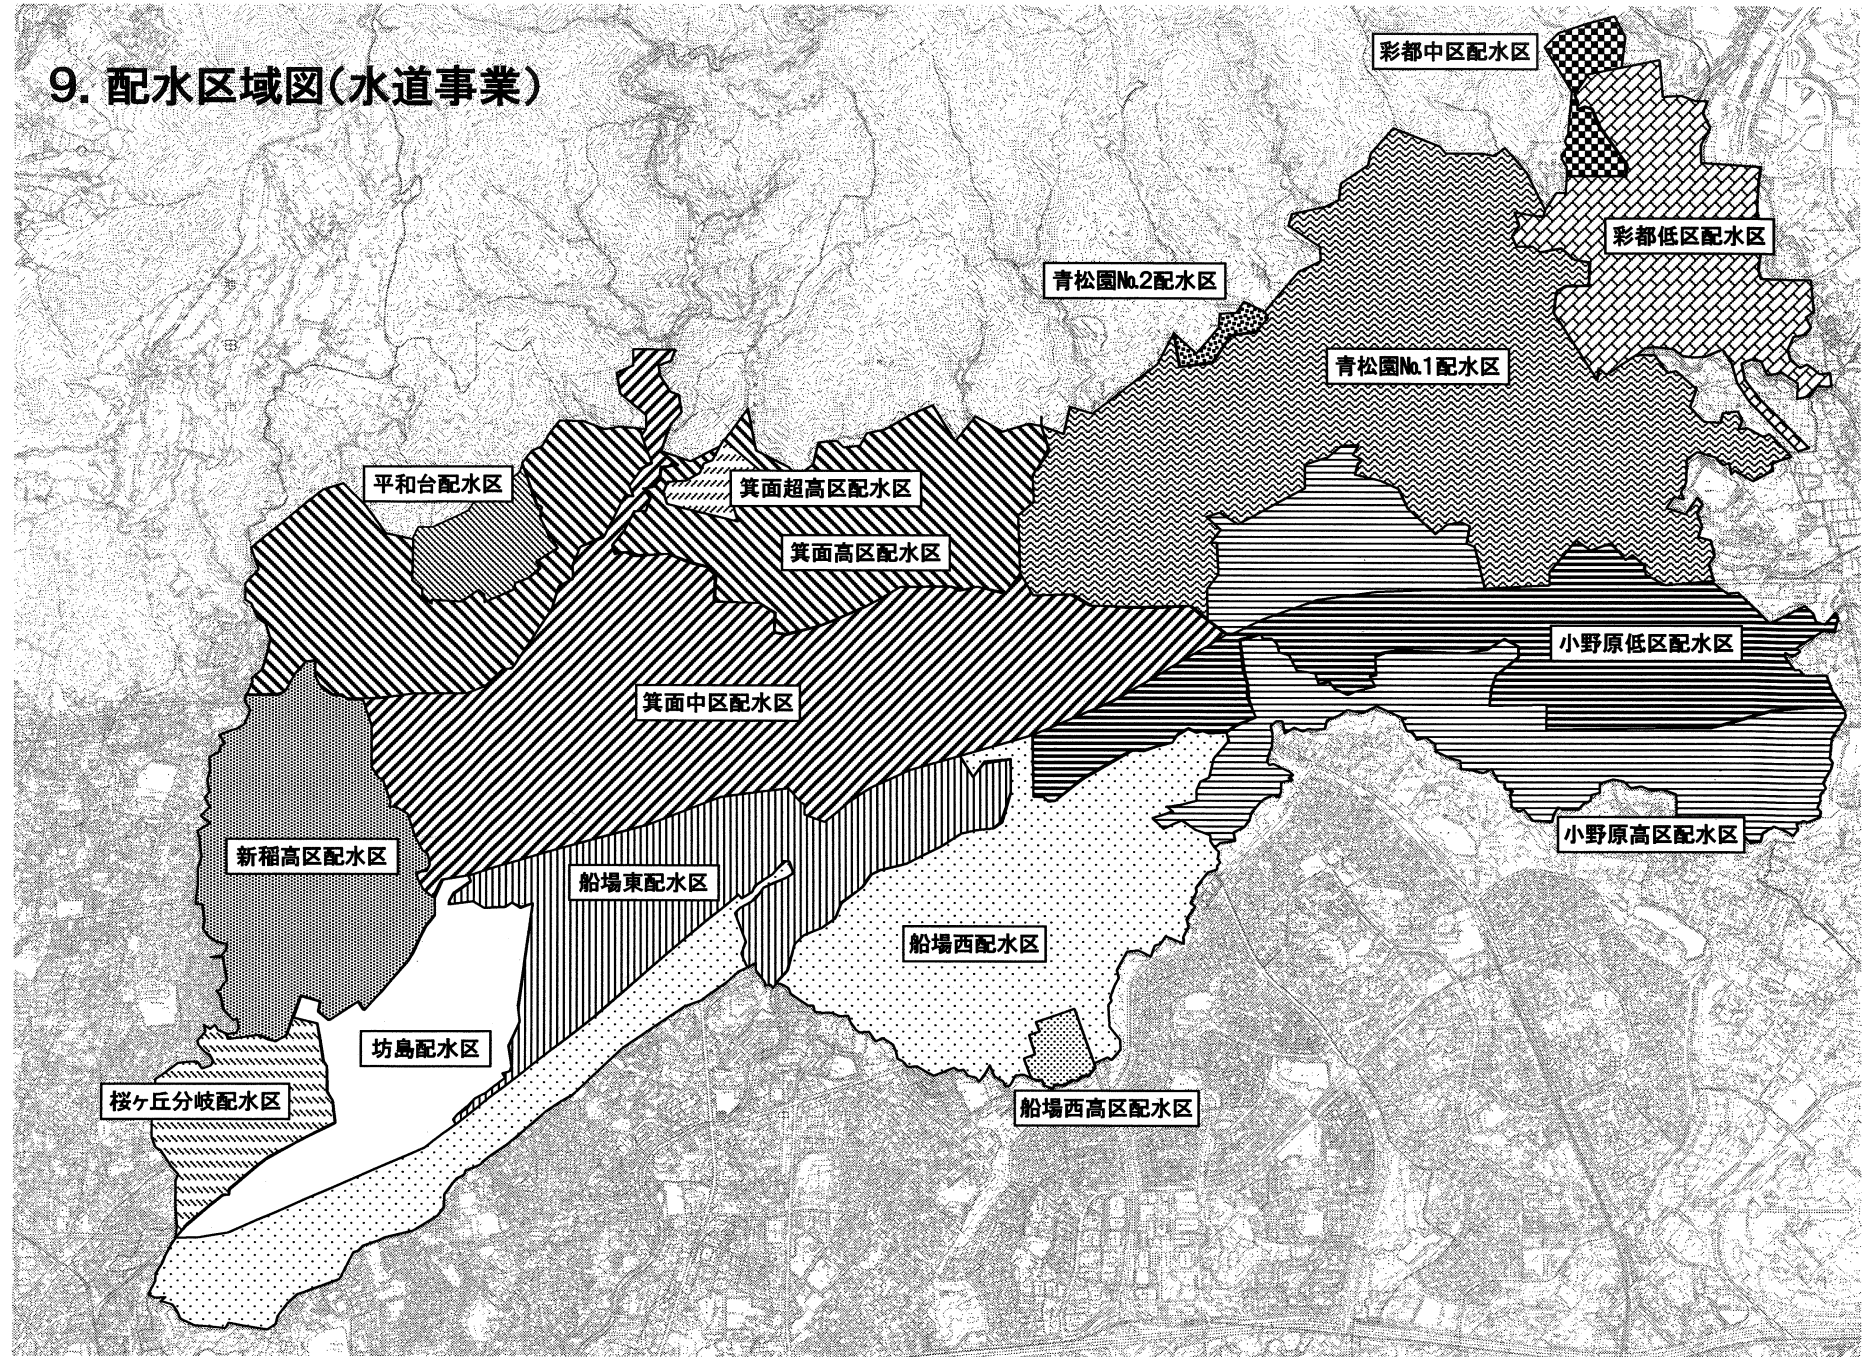 9. 配水区域図(水道事業)
彩都中区配水区
彩都低区配水区
青松園№2配水区
青松園№1配水区
平和台配水区
箕面超高区配水区
箕面高区配水区
小野原低区配水区
箕面中区配水区
小野原高区配水区
新稲高区配水区
船場東配水区
船場西配水区
坊島配水区
桜ヶ丘分岐配水区
船場西高区配水区